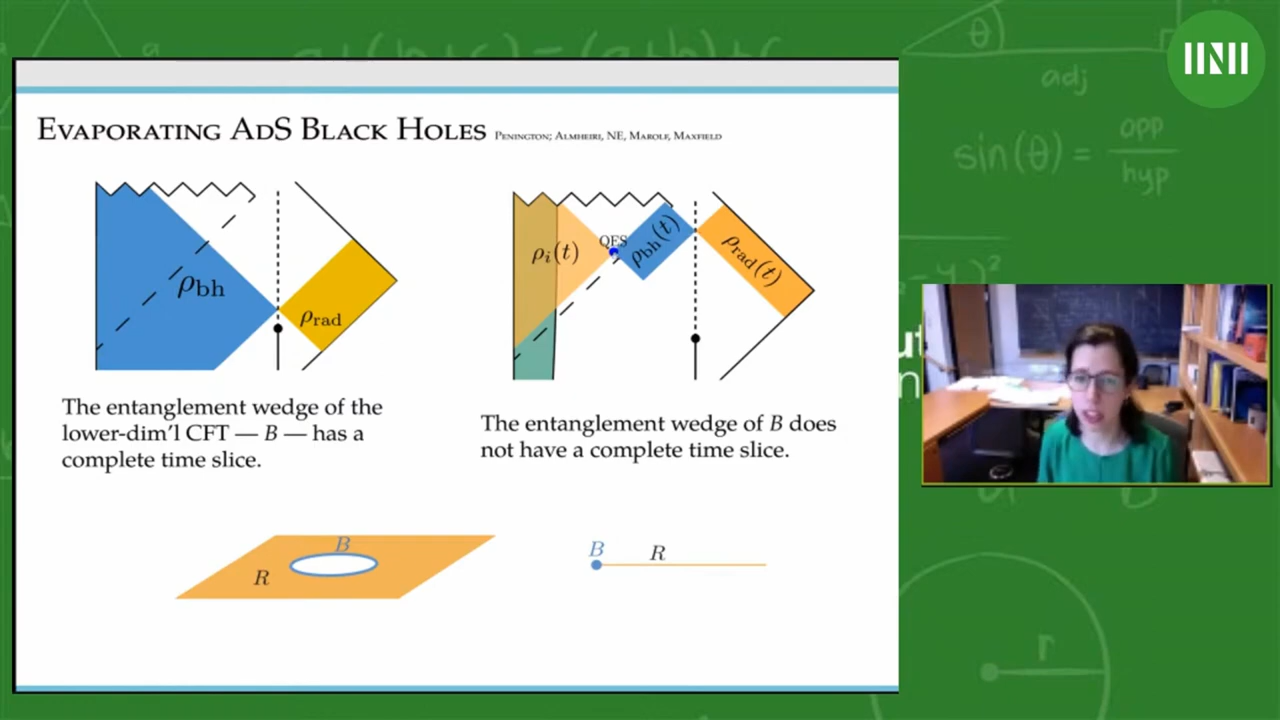 EVAPORATING ADS BLACK HOLES PENINGTON; ALMHEIRI, NE, MAROLF, MAXFIELD
ρbh
ρrad
The entanglement wedge of the
lower-dim'l CFT — B — has a
complete time slice.
QES
ρi(t)
ρbh(t)
ρrad(t)
The entanglement wedge of B does
not have a complete time slice.
B
R
B
R
θ
adj
sin(θ) = opp/hyp
r